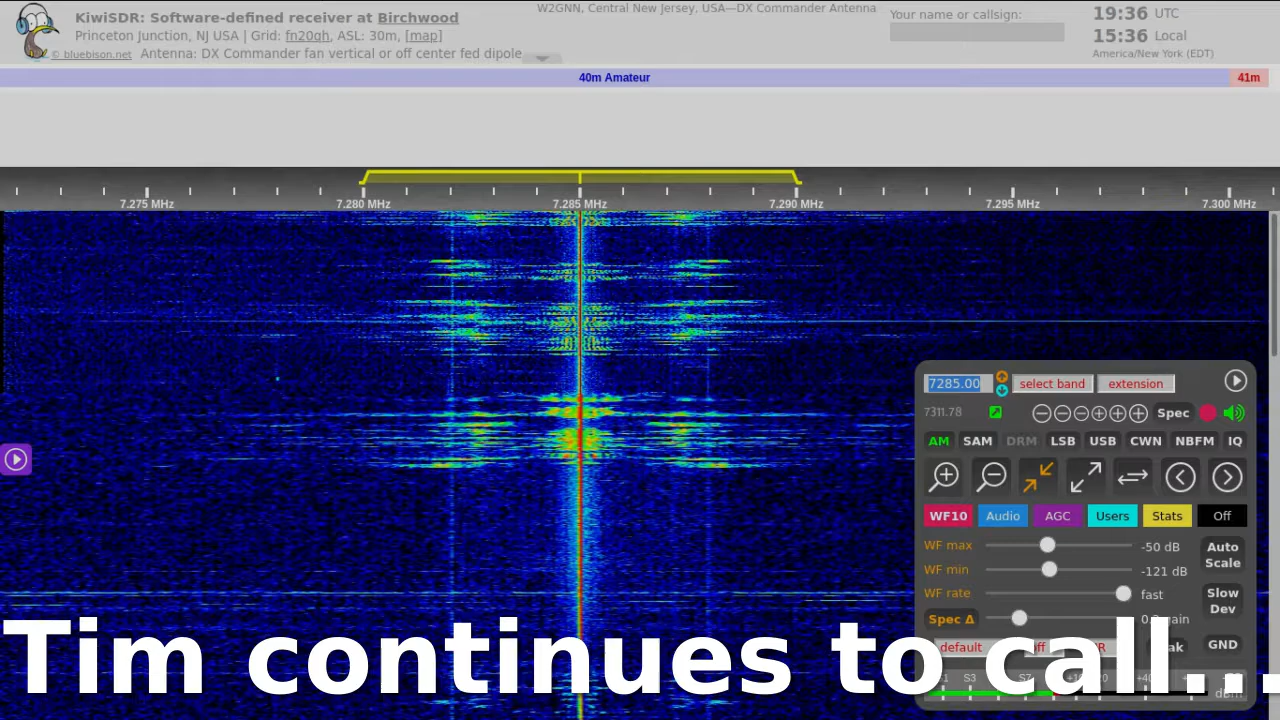 KiwiSDR: Software-defined receiver at Birchwood
Princeton Junction, NJ USA | Grid: fn20qh, ASL: 30m, [map]
© bluebison.net
Antenna: DX Commander fan vertical or off center fed dipole
W2GNN, Central New Jersey, USA—DX Commander Antenna
Your name or callsign:
19:36 UTC
15:36 Local
America/New York (EDT)
40m Amateur
41m
7.275 MHz 7.280 MHz 7.285 MHz 7.290 MHz 7.295 MHz 7.300 MHz
7285.00 select band extension
7311.78 Spec
AM SAM DRM LSB USB CWN NBFM IQ
WF10 Audio AGC Users Stats Off
WF max -50 dB Auto Scale
WF min -121 dB
WF rate fast Slow Dev
Spec Δ
default GND
S3
dBm
Tim continues to call...